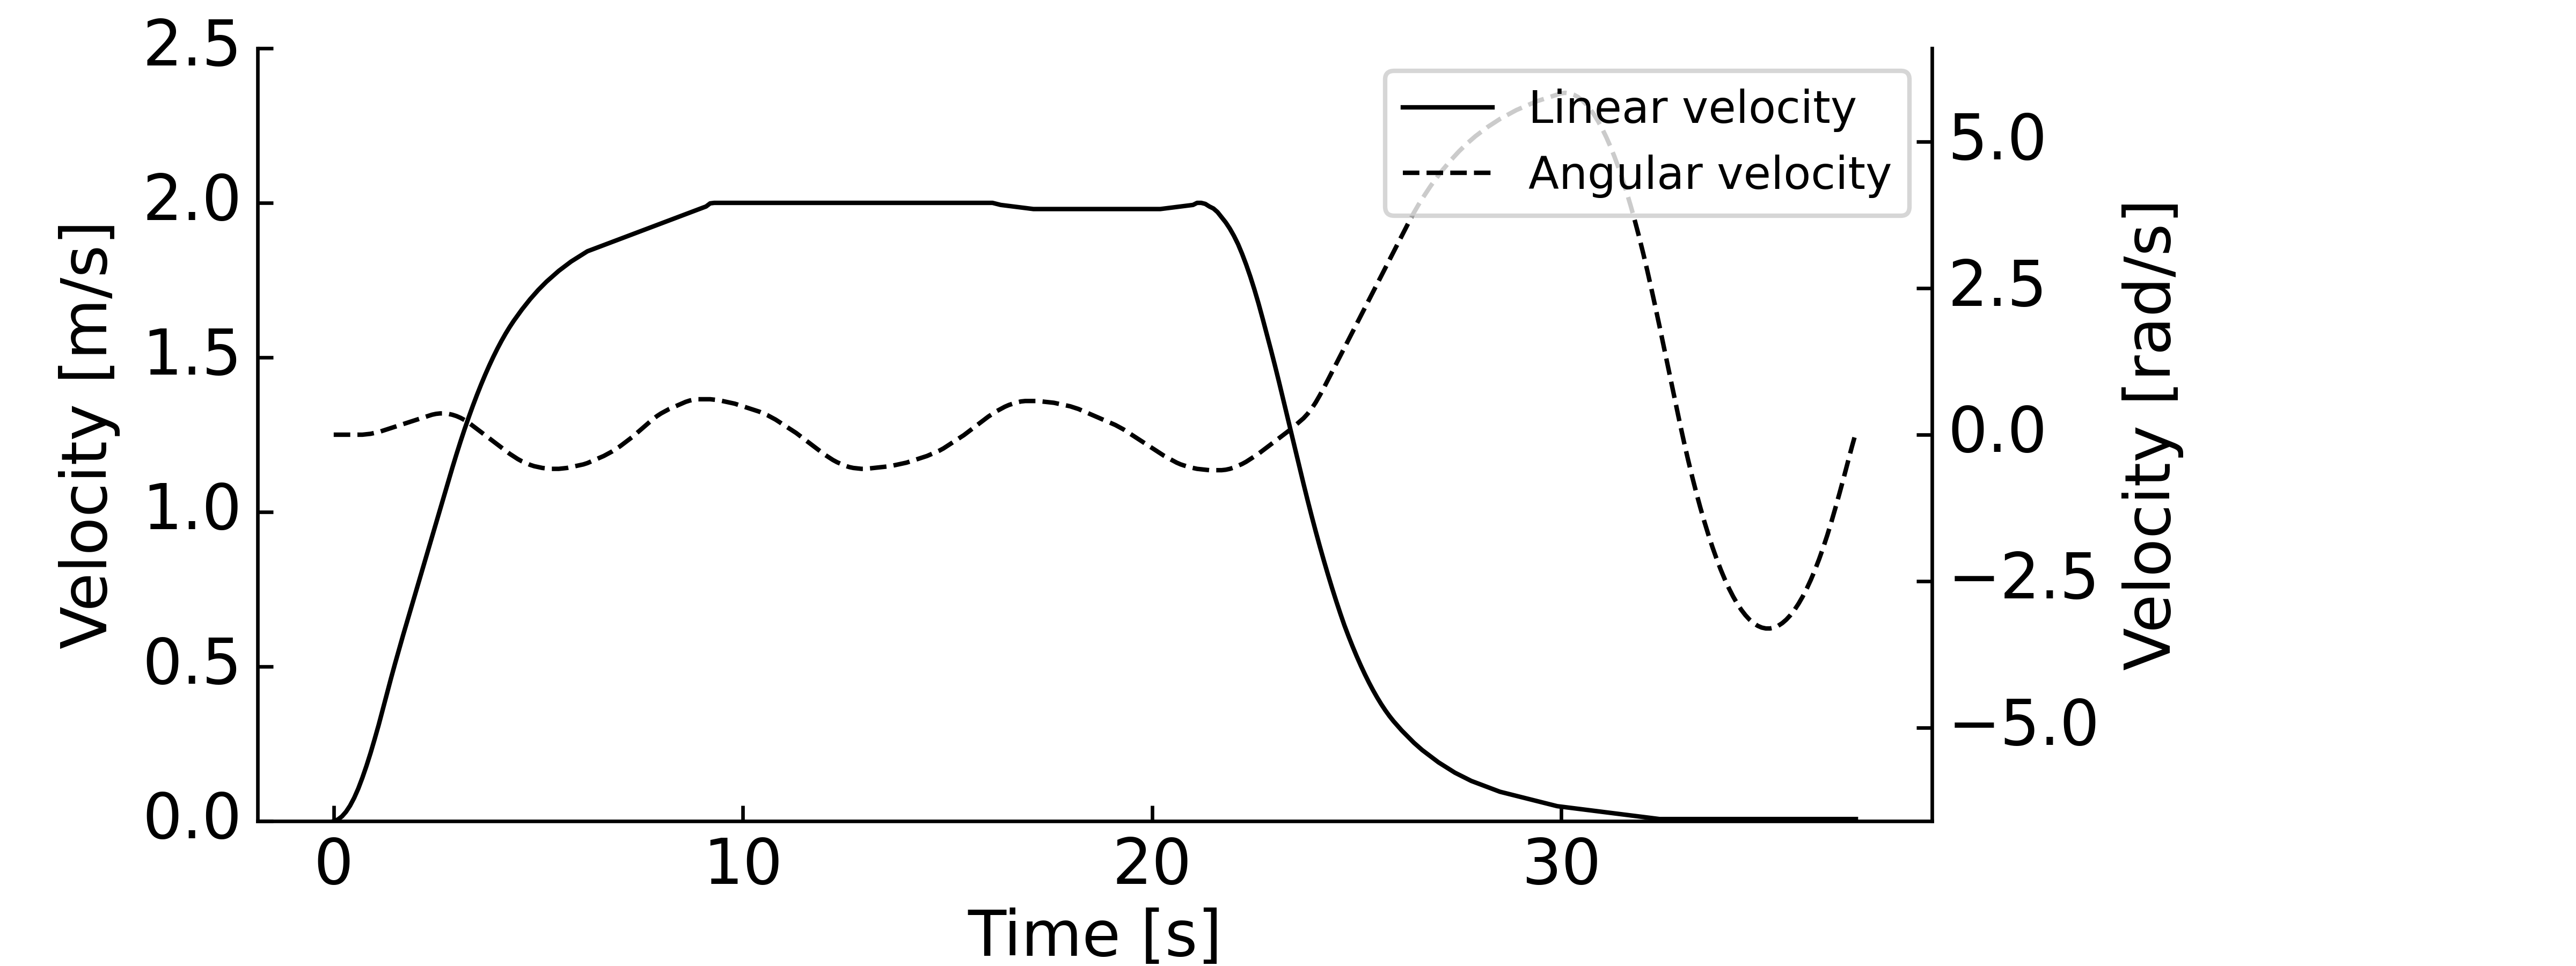 2.5
2.0
1.5
1.0
0.5
0.0
Velocity [m/s]
Linear velocity
Angular velocity
5.0
2.5
0.0
−2.5
−5.0
Velocity [rad/s]
0 10 20 30
Time [s]